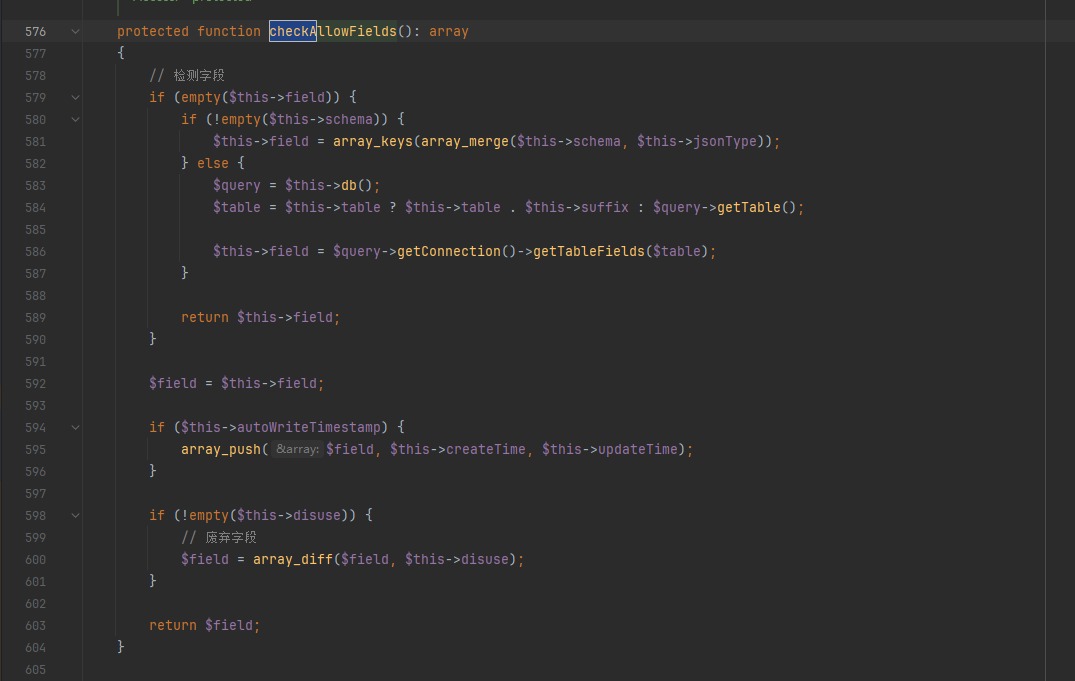 576 protected function checkAllowFields(): array
577 {
578 // 检测字段
579 if (empty($this->field)) {
580 if (!empty($this->schema)) {
581 $this->field = array_keys(array_merge($this->schema, $this->jsonType));
582 } else {
583 $query = $this->db();
584 $table = $this->table ? $this->table . $this->suffix : $query->getTable();
585
586 $this->field = $query->getConnection()->getTableFields($table);
587 }
588
589 return $this->field;
590 }
591
592 $field = $this->field;
593
594 if ($this->autoWriteTimestamp) {
595 array_push( &array: $field, $this->createTime, $this->updateTime);
596 }
597
598 if (!empty($this->disuse)) {
599 // 废弃字段
600 $field = array_diff($field, $this->disuse);
601 }
602
603 return $field;
604 }
605